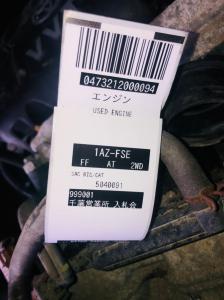 0473212000094
エンジン
USED ENGINE
1AZ-FSE
FF AT 2WD
5040091
999001
千葉営業所 入札会